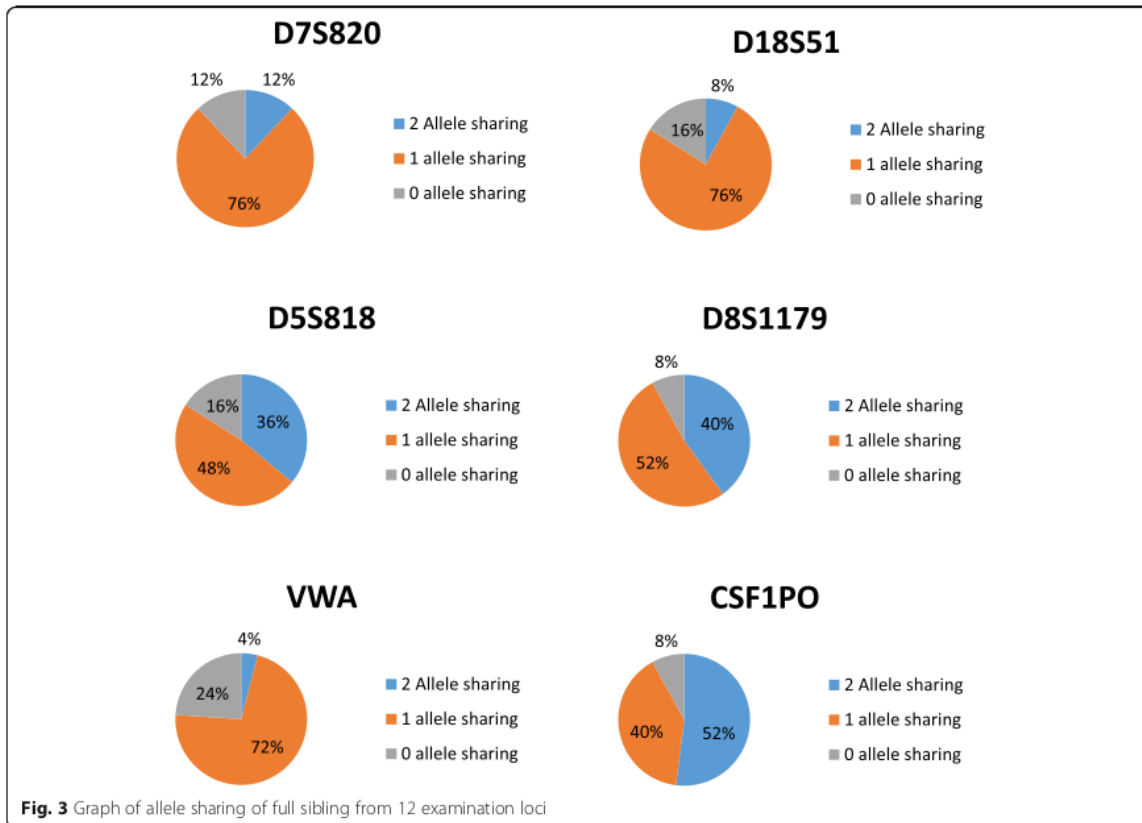 D7S820
12%
12%
76%
2 Allele sharing
1 allele sharing
0 allele sharing
D18S51
8%
16%
76%
2 Allele sharing
1 allele sharing
0 allele sharing
D5S818
16%
36%
48%
2 Allele sharing
1 allele sharing
0 allele sharing
D8S1179
8%
40%
52%
2 Allele sharing
1 allele sharing
0 allele sharing
VWA
4%
24%
72%
2 Allele sharing
1 allele sharing
0 allele sharing
CSF1PO
8%
40%
52%
2 Allele sharing
1 allele sharing
0 allele sharing
Fig. 3 Graph of allele sharing of full sibling from 12 examination loci